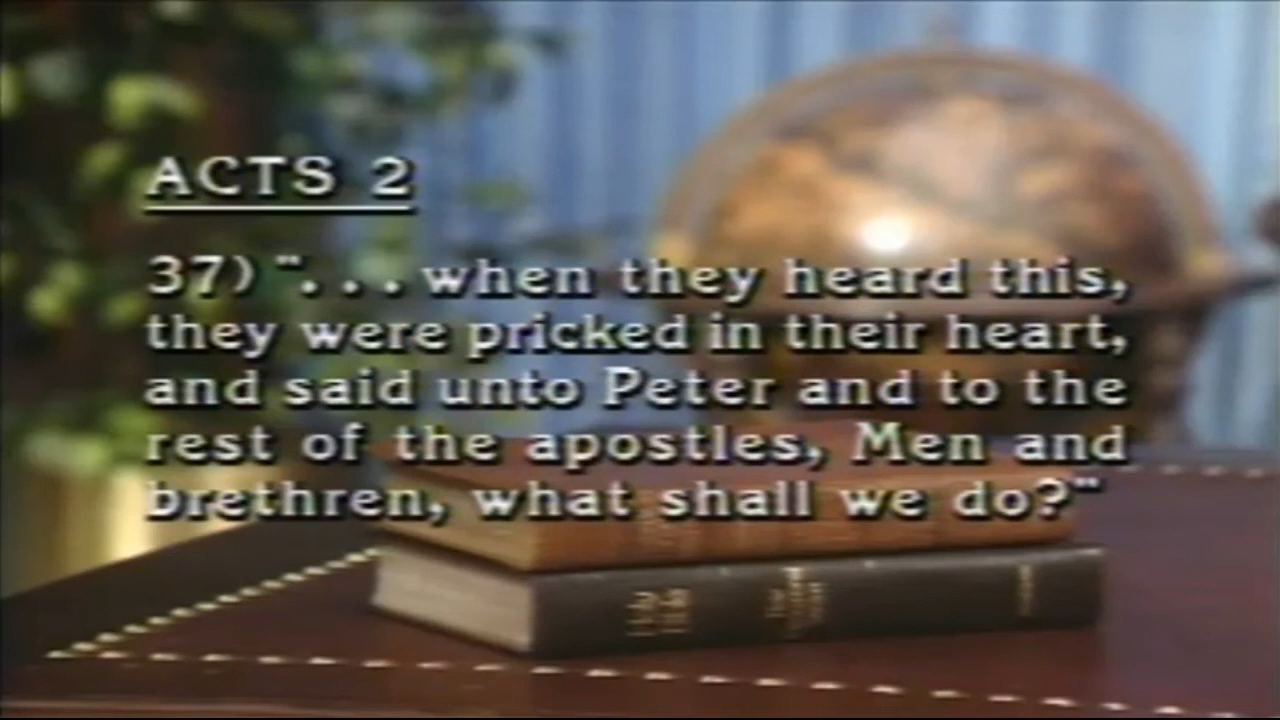 ACTS 2
37) ". . . when they heard this,
they were pricked in their heart,
and said unto Peter and to the
rest of the apostles, Men and
brethren, what shall we do?"